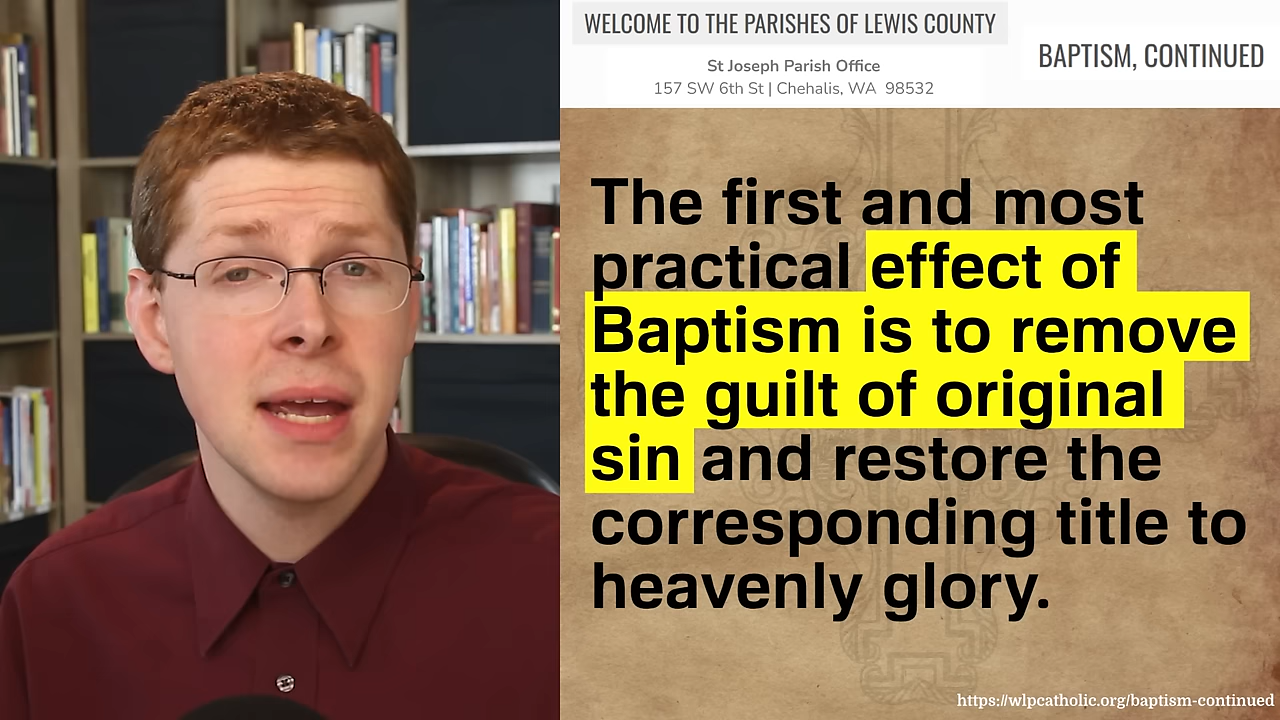 WELCOME TO THE PARISHES OF LEWIS COUNTY
St Joseph Parish Office
157 SW 6th St | Chehalis, WA 98532
BAPTISM, CONTINUED
The first and most
practical effect of
Baptism is to remove
the guilt of original
sin and restore the
corresponding title to
heavenly glory.
https://wlpcatholic.org/baptism-continued